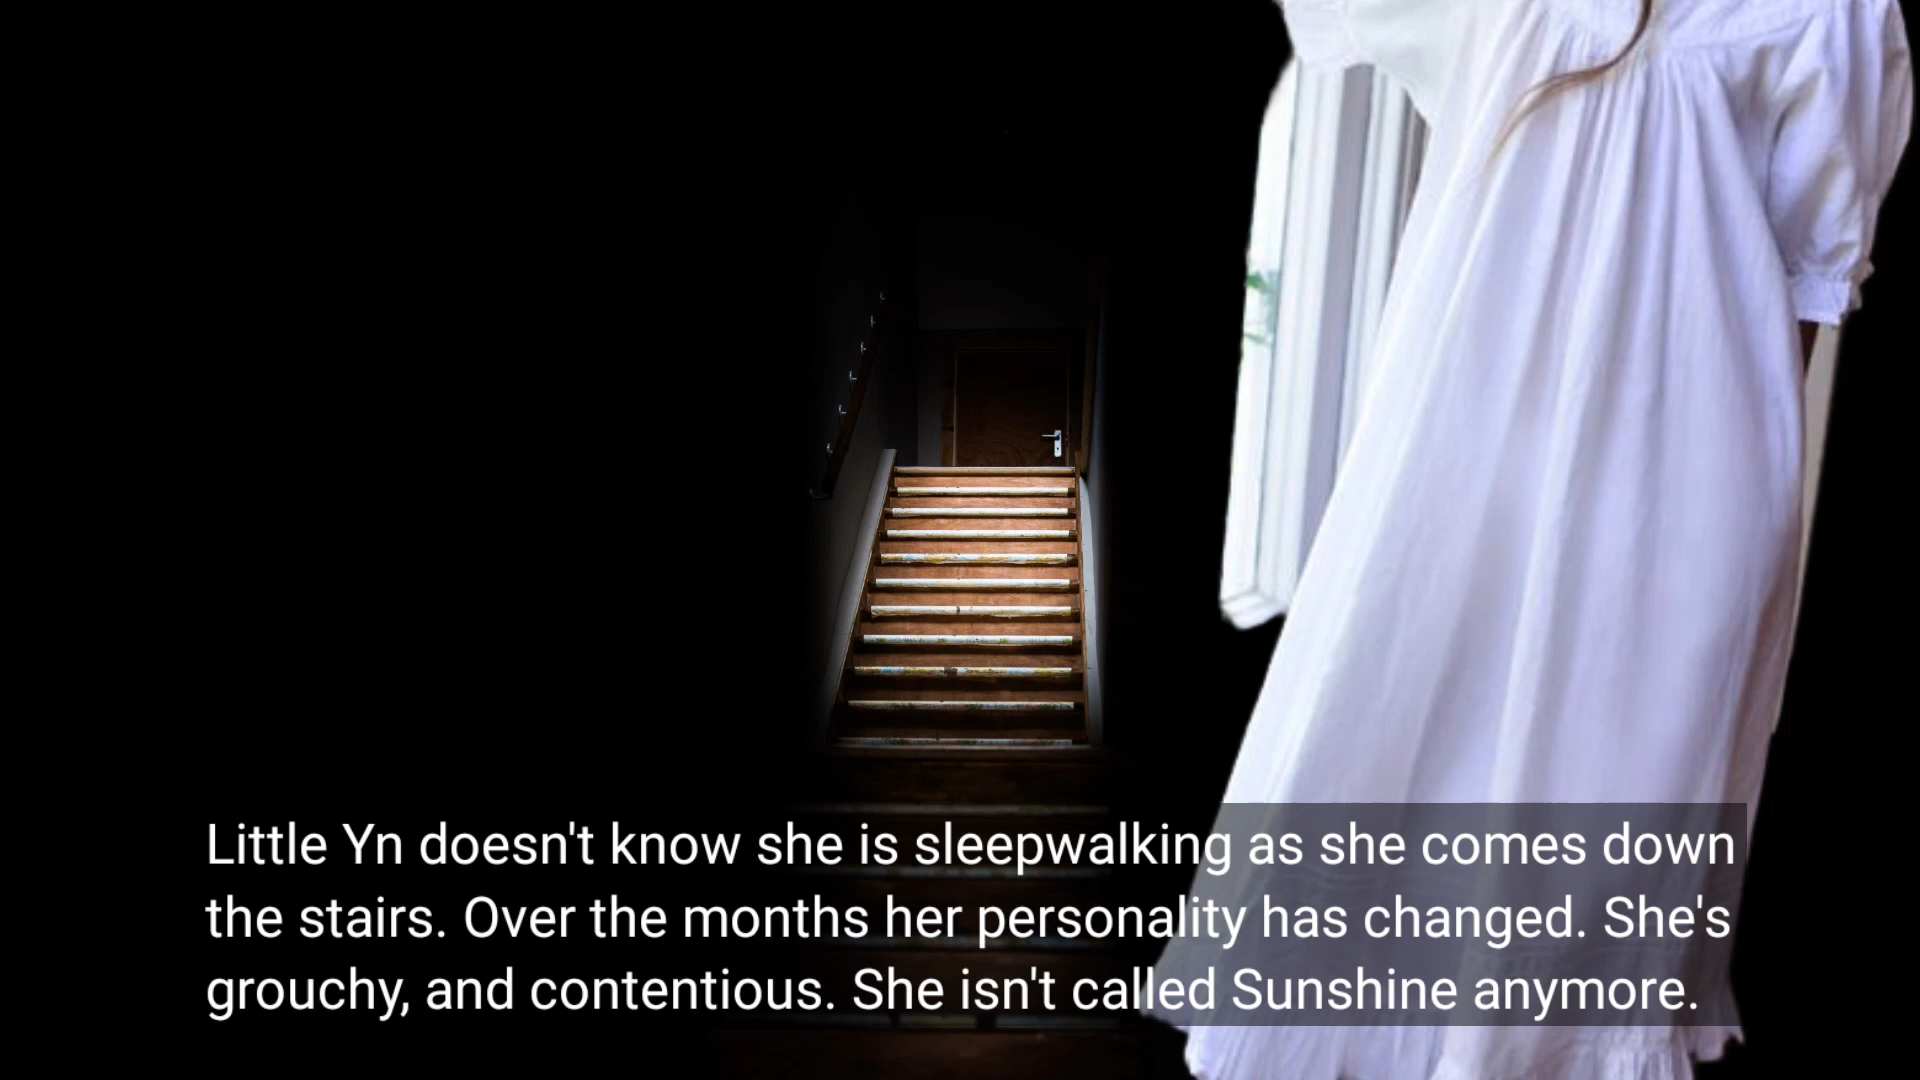 Little Yn doesn't know she is sleepwalking as she comes down
the stairs. Over the months her personality has changed. She's
grouchy, and contentious. She isn't called Sunshine anymore.